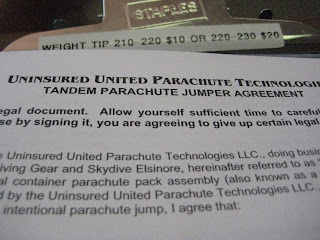 STAPLES
WEIGHT TIP 210-220 $10 OR 220-230 $20
UNINSURED UNITED PARACHUTE TECHNOLOGIE
TANDEM PARACHUTE JUMPER AGREEMENT
egal document. Allow yourself sufficient time to carefu
se by signing it, you are agreeing to give up certain legal
e Uninsured United Parachute Technologies LLC., doing busin
iving Gear and Skydive Elsinore, hereinafter referred to as
al container parachute pack assembly (also known as a
d by the Uninsured United Parachute Technologies LLC.,
intentional parachute jump, I agree that: